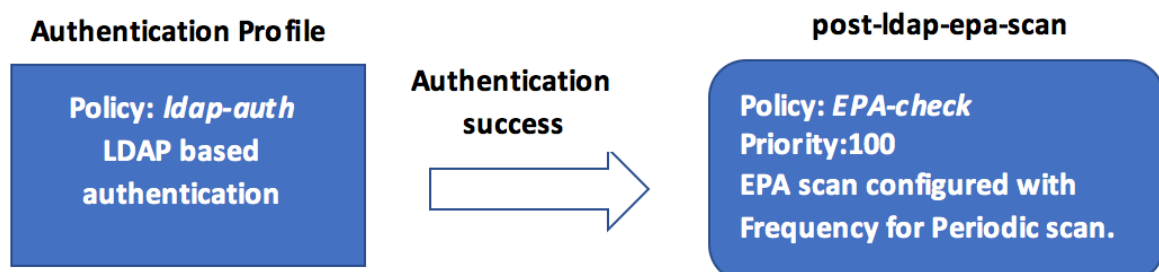 Authentication Profile
Policy: ldap-auth
LDAP based
authentication
Authentication
success
post-ldap-epa-scan
Policy: EPA-check
Priority:100
EPA scan configured with
Frequency for Periodic scan.